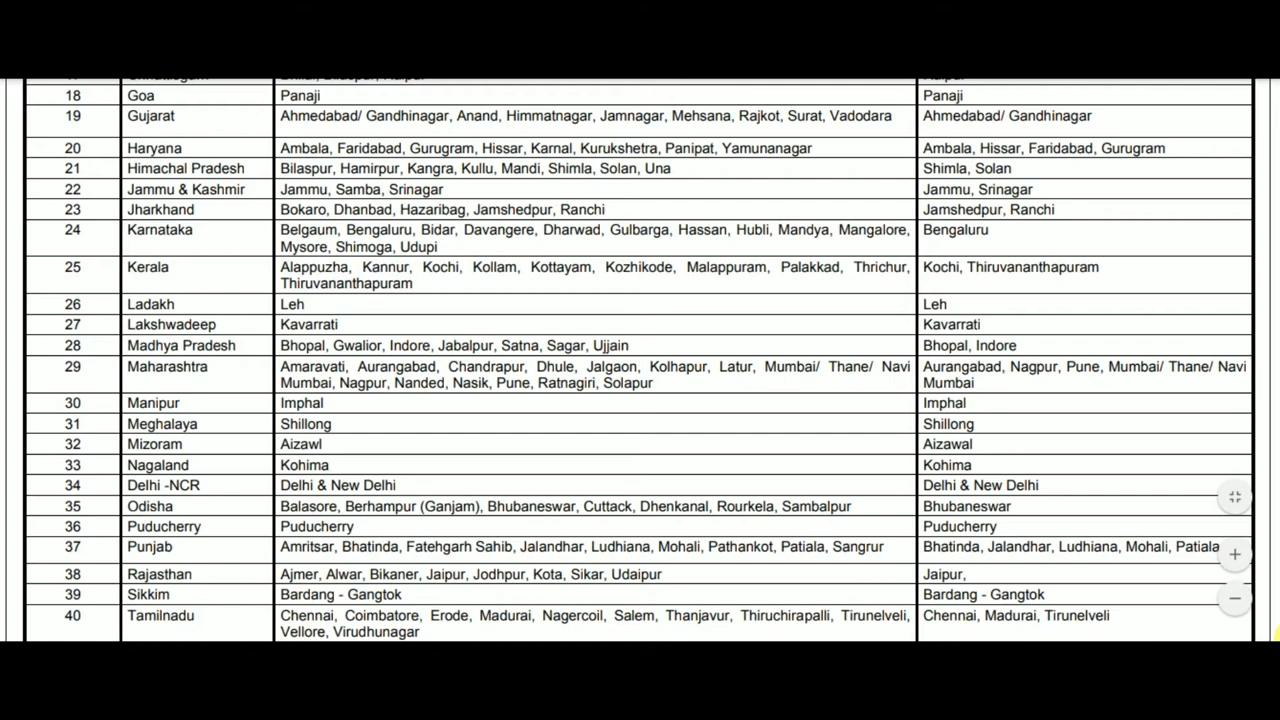 18 Goa Panaji Panaji
19 Gujarat Ahmedabad/ Gandhinagar, Anand, Himmatnagar, Jamnagar, Mehsana, Rajkot, Surat, Vadodara Ahmedabad/ Gandhinagar
20 Haryana Ambala, Faridabad, Gurugram, Hissar, Karnal, Kurukshetra, Panipat, Yamunanagar Ambala, Hissar, Faridabad, Gurugram
21 Himachal Pradesh Bilaspur, Hamirpur, Kangra, Kullu, Mandi, Shimla, Solan, Una Shimla, Solan
22 Jammu & Kashmir Jammu, Samba, Srinagar Jammu, Srinagar
23 Jharkhand Bokaro, Dhanbad, Hazaribag, Jamshedpur, Ranchi Jamshedpur, Ranchi
24 Karnataka Belgaum, Bengaluru, Bidar, Davangere, Dharwad, Gulbarga, Hassan, Hubli, Mandya, Mangalore, Bengaluru
Mysore, Shimoga, Udupi
25 Kerala Alappuzha, Kannur, Kochi, Kollam, Kottayam, Kozhikode, Malappuram, Palakkad, Thrichur, Kochi, Thiruvananthapuram
Thiruvananthapuram
26 Ladakh Leh Leh
27 Lakshwadeep Kavarrati Kavarrati
28 Madhya Pradesh Bhopal, Gwalior, Indore, Jabalpur, Satna, Sagar, Ujjain Bhopal, Indore
29 Maharashtra Amaravati, Aurangabad, Chandrapur, Dhule, Jalgaon, Kolhapur, Latur, Mumbai/ Thane/ Navi Aurangabad, Nagpur, Pune, Mumbai/ Thane/ Navi
Mumbai, Nagpur, Nanded, Nasik, Pune, Ratnagiri, Solapur Mumbai
30 Manipur Imphal Imphal
31 Meghalaya Shillong Shillong
32 Mizoram Aizawl Aizawal
33 Nagaland Kohima Kohima
34 Delhi -NCR Delhi & New Delhi Delhi & New Delhi
35 Odisha Balasore, Berhampur (Ganjam), Bhubaneswar, Cuttack, Dhenkanal, Rourkela, Sambalpur Bhubaneswar
36 Puducherry Puducherry Puducherry
37 Punjab Amritsar, Bhatinda, Fatehgarh Sahib, Jalandhar, Ludhiana, Mohali, Pathankot, Patiala, Sangrur Bhatinda, Jalandhar, Ludhiana, Mohali, Patiala
38 Rajasthan Ajmer, Alwar, Bikaner, Jaipur, Jodhpur, Kota, Sikar, Udaipur Jaipur,
39 Sikkim Bardang - Gangtok Bardang - Gangtok
40 Tamilnadu Chennai, Coimbatore, Erode, Madurai, Nagercoil, Salem, Thanjavur, Thiruchirapalli, Tirunelveli, Chennai, Madurai, Tirunelveli
Vellore, Virudhunagar